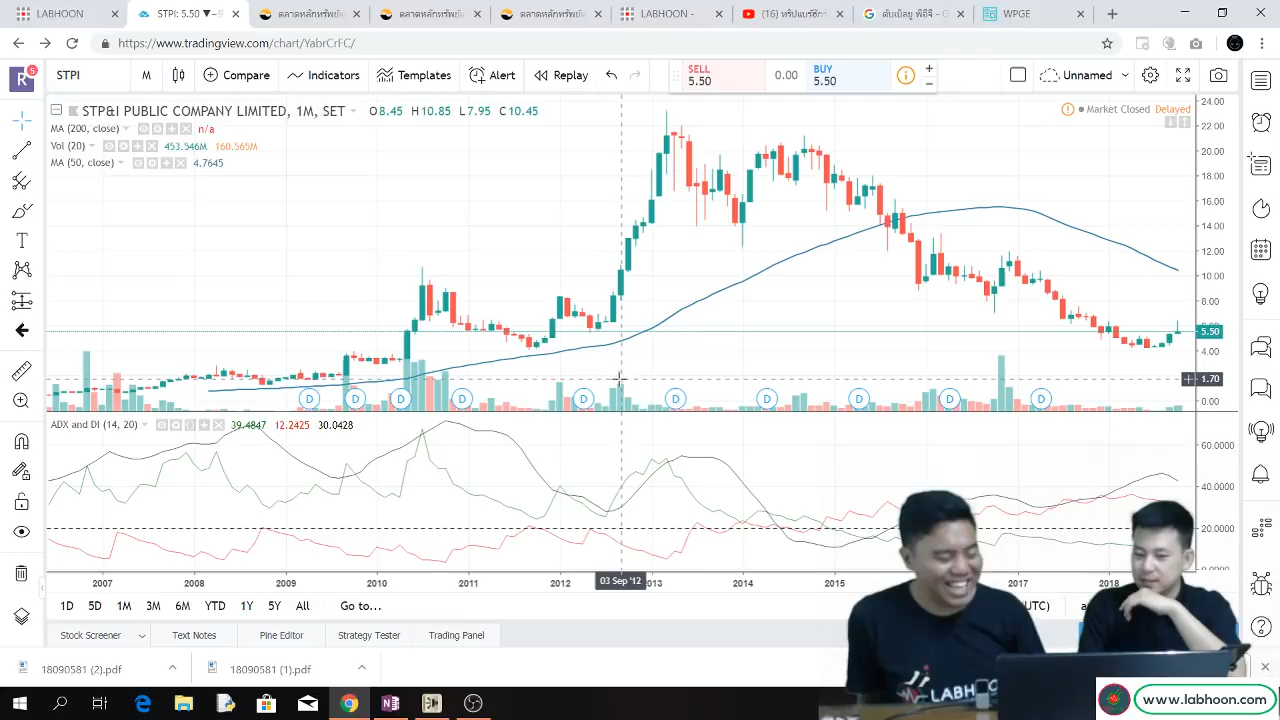 LABHOON
STPI: 5.50 ▼−9
ตลาดหลักทรัพย์แ
ตลาดหลักทรัพย์
ตลาดหลักทรัพย์แ
LABHOON -
WPGE
https://www.tradingview.com/chart/YabrCrFC/
R 5
STPI
M
Compare
Indicators
Templates
Alert
Replay
SELL
5.50
0.00
BUY
5.50
Unnamed
STP&I PUBLIC COMPANY LIMITED, 1M, SET
O8.45 H10.85 L7.95 C10.45
Market Closed Delayed
MA (200, close) n/a
Vol (20) 453.546M 160.565M
MA (50, close) 4.7645
24.00
22.00
20.00
18.00
16.00
14.00
12.00
10.00
8.00
5.50
4.00
1.70
0.00
D D D D D D D D D D
ADX and DI (14, 20) 39.4847 12.2425 30.0428
60.0000
40.0000
20.0000
0.0000
2007 2008 2009 2010 2011 2012 03 Sep '12 2013 2014 2015 2017 2018
1D 5D 1M 3M 6M YTD 1Y 5Y All Go to...
(UTC)
Stock Screener Text Notes Pine Editor Strategy Tester Trading Panel
18090581 (2).pdf
18090581 (1).pdf
LABHOON
www.labhoon.com